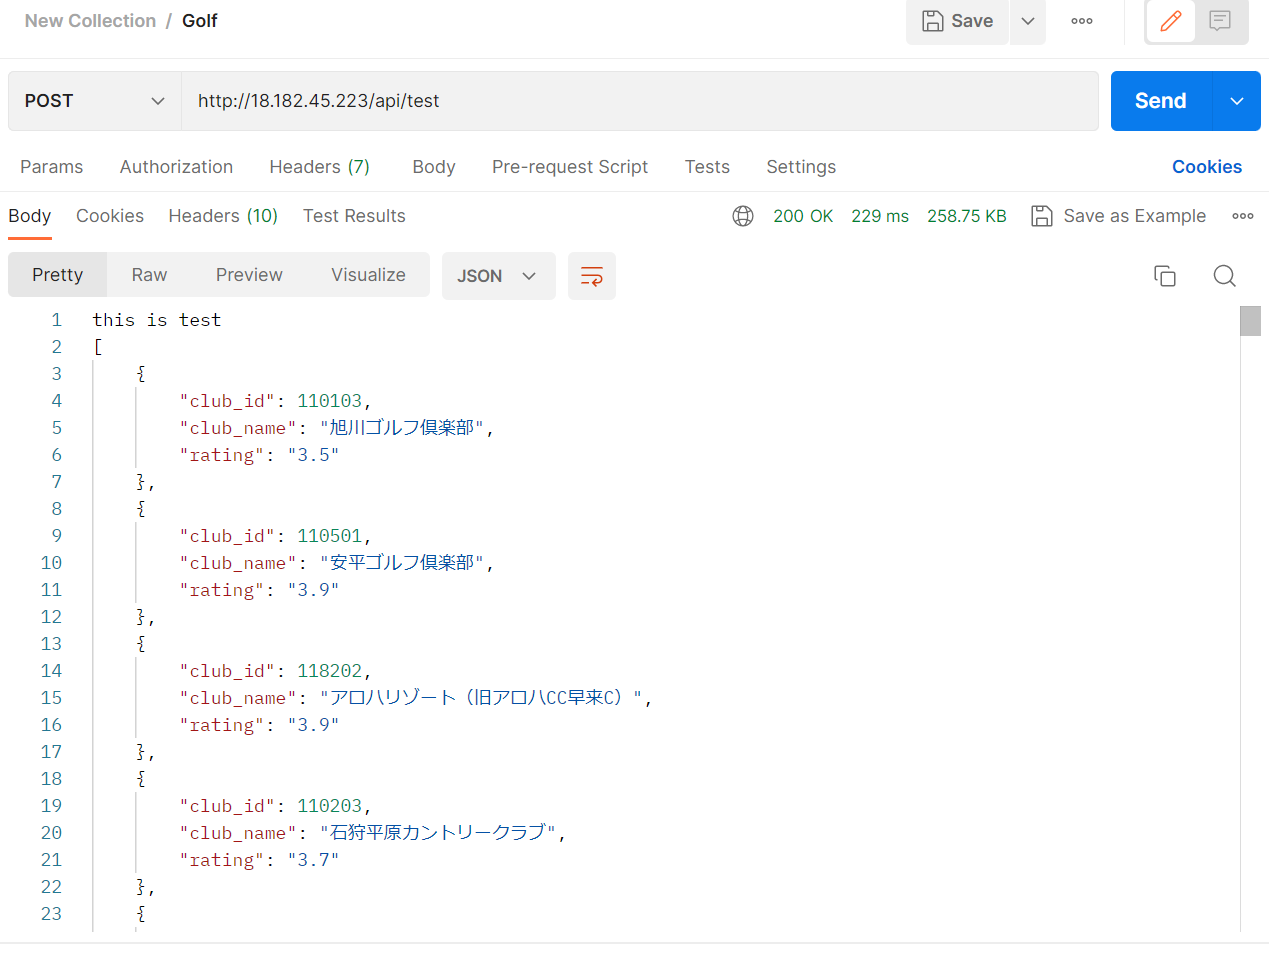 New Collection / Golf
Save
POST
http://18.182.45.223/api/test
Send
Params Authorization Headers (7) Body Pre-request Script Tests Settings Cookies
Body Cookies Headers (10) Test Results 200 OK 229 ms 258.75 KB Save as Example
Pretty Raw Preview Visualize JSON
1 this is test
2 [
3 {
4 "club_id": 110103,
5 "club_name": "旭川ゴルフ倶楽部",
6 "rating": "3.5"
7 },
8 {
9 "club_id": 110501,
10 "club_name": "安平ゴルフ倶楽部",
11 "rating": "3.9"
12 },
13 {
14 "club_id": 118202,
15 "club_name": "アロハリゾート（旧アロハCC早来C）",
16 "rating": "3.9"
17 },
18 {
19 "club_id": 110203,
20 "club_name": "石狩平原カントリークラブ",
21 "rating": "3.7"
22 },
23 {